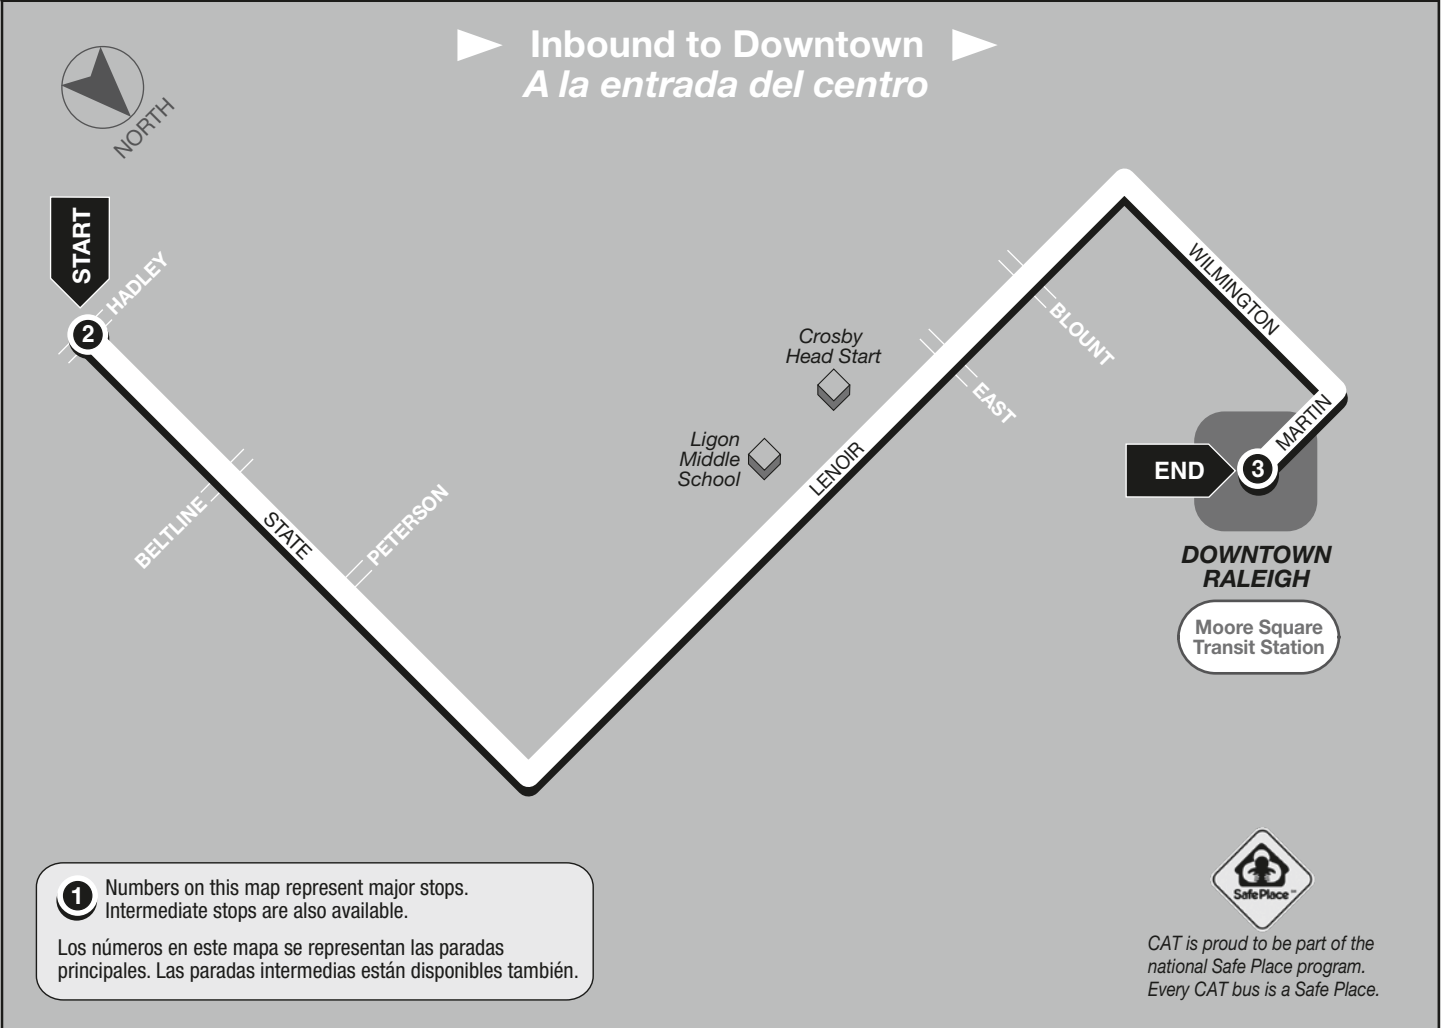 Inbound to Downtown
A la entrada del centro
NORTH
START
HADLEY
2
BELTLINE
STATE
PETERSON
Crosby
Head Start
Ligon
Middle
School
LENOIR
EAST
BLOUNT
WILMINGTON
MARTIN
END
3
DOWNTOWN
RALEIGH
Moore Square
Transit Station
1
Numbers on this map represent major stops.
Intermediate stops are also available.
Los números en este mapa se representan las paradas
principales. Las paradas intermedias están disponibles también.
Safe Place
CAT is proud to be part of the
national Safe Place program.
Every CAT bus is a Safe Place.